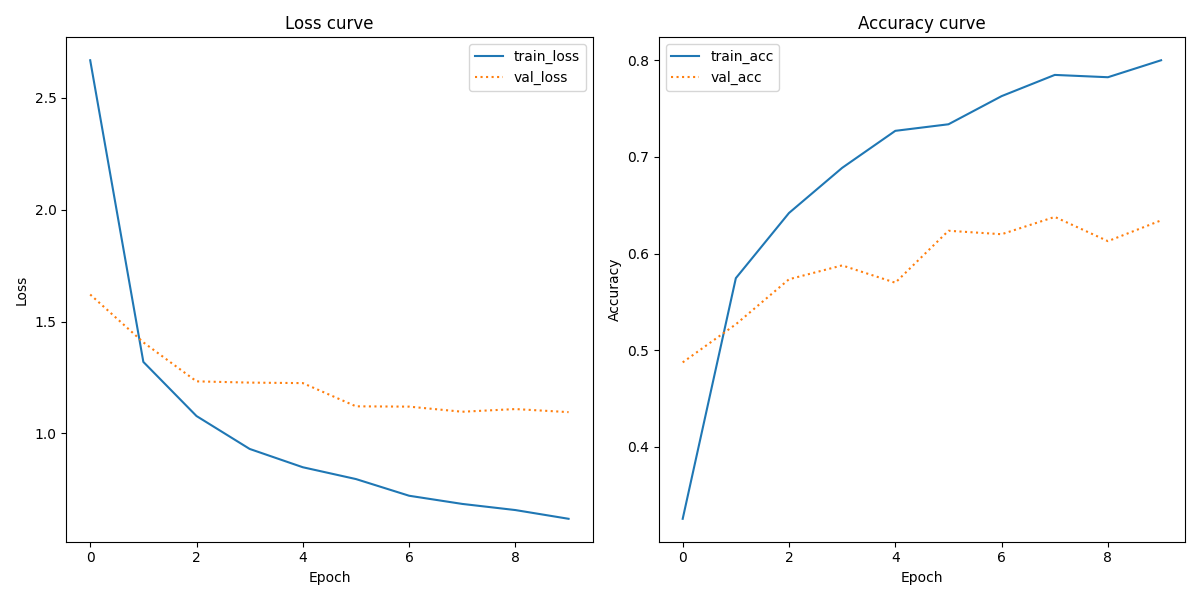 Loss curve
train_loss
val_loss
2.5
2.0
1.5
1.0
Loss
0 2 4 6 8
Epoch
Accuracy curve
train_acc
val_acc
0.8
0.7
0.6
0.5
0.4
Accuracy
0 2 4 6 8
Epoch